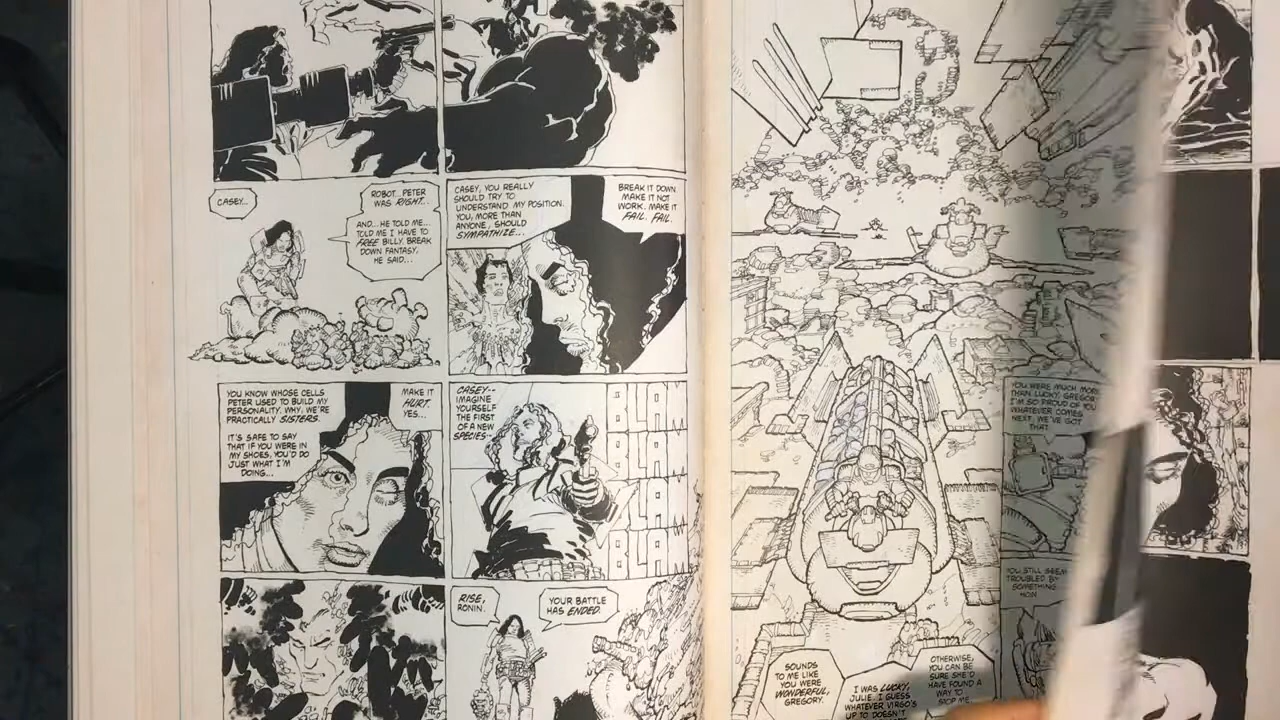 CASEY...
ROBOT...PETER
WAS RIGHT...
AND...HE TOLD ME...
TOLD ME I HAVE TO
FREE BILLY. BREAK
DOWN FANTASY,
HE SAID...
CASEY, YOU REALLY
SHOULD TRY TO
UNDERSTAND MY POSITION.
YOU, MORE THAN
ANYONE, SHOULD
SYMPATHIZE...
BREAK IT DOWN.
MAKE IT NOT
WORK. MAKE IT
FAIL. FAIL.
YOU KNOW WHOSE CELLS
PETER USED TO BUILD MY
PERSONALITY. WHY, WE'RE
PRACTICALLY SISTERS.
IT'S SAFE TO SAY
THAT IF YOU WERE IN
MY SHOES, YOU'D DO
JUST WHAT I'M
DOING...
MAKE IT
HURT.
YES...
CASEY--
IMAGINE
YOURSELF
THE FIRST
OF A NEW
SPECIES--
BLAM
BLAM
BLAM
BLAM
BLAM
RISE,
RONIN.
YOUR BATTLE
HAS ENDED.
YOU WERE MUCH MORE
THAN LUCKY, GREGORY.
I'M SO PROUD OF YOU.
WHATEVER COMES
NEXT, WE'VE GOT
THAT.
YOU STILL SEEM
TROUBLED BY
SOMETHING
SOUNDS
TO ME LIKE
YOU WERE
WONDERFUL,
GREGORY.
I WAS LUCKY,
JULIE. I GUESS
WHATEVER VIRGO'S
UP TO DOESN'T
OTHERWISE,
YOU CAN BE
SURE SHE'D
HAVE FOUND A
WAY TO
STOP ME.